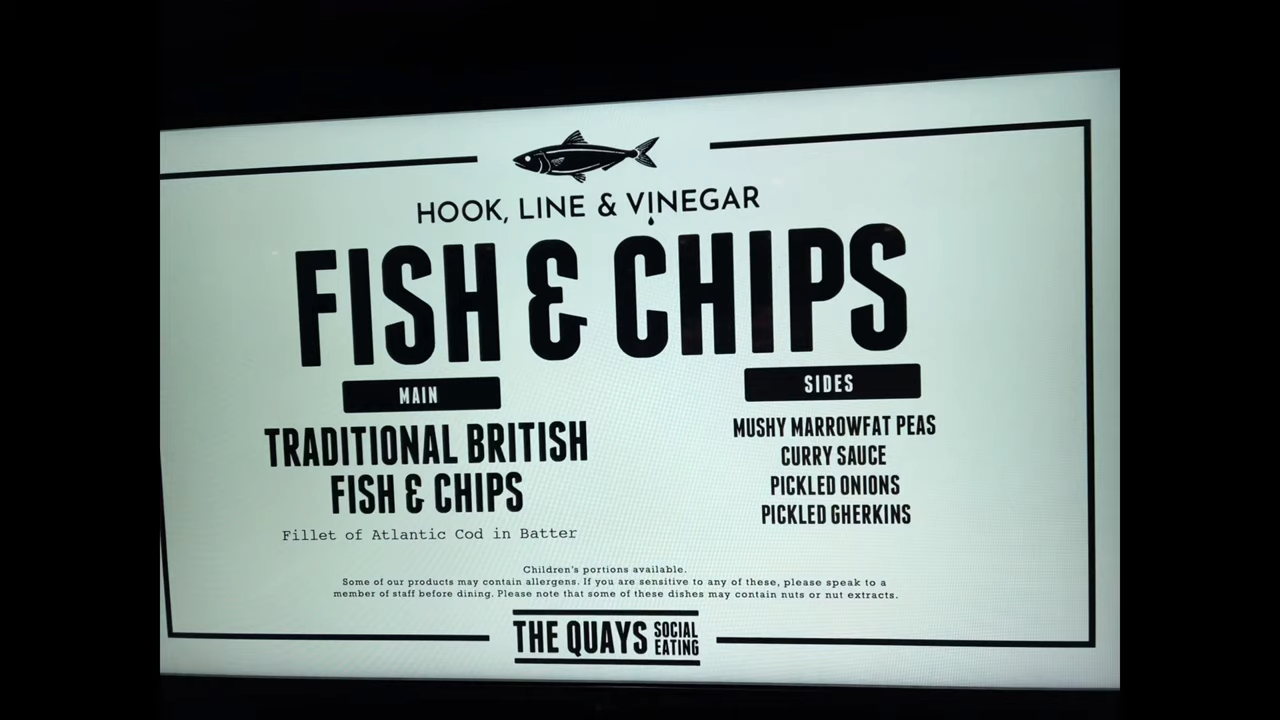 HOOK, LINE & VINEGAR
FISH & CHIPS
MAIN
TRADITIONAL BRITISH
FISH & CHIPS
Fillet of Atlantic Cod in Batter
SIDES
MUSHY MARROWFAT PEAS
CURRY SAUCE
PICKLED ONIONS
PICKLED GHERKINS
Children's portions available.
Some of our products may contain allergens. If you are sensitive to any of these, please speak to a
member of staff before dining. Please note that some of these dishes may contain nuts or nut extracts.
THE QUAYS SOCIAL
EATING